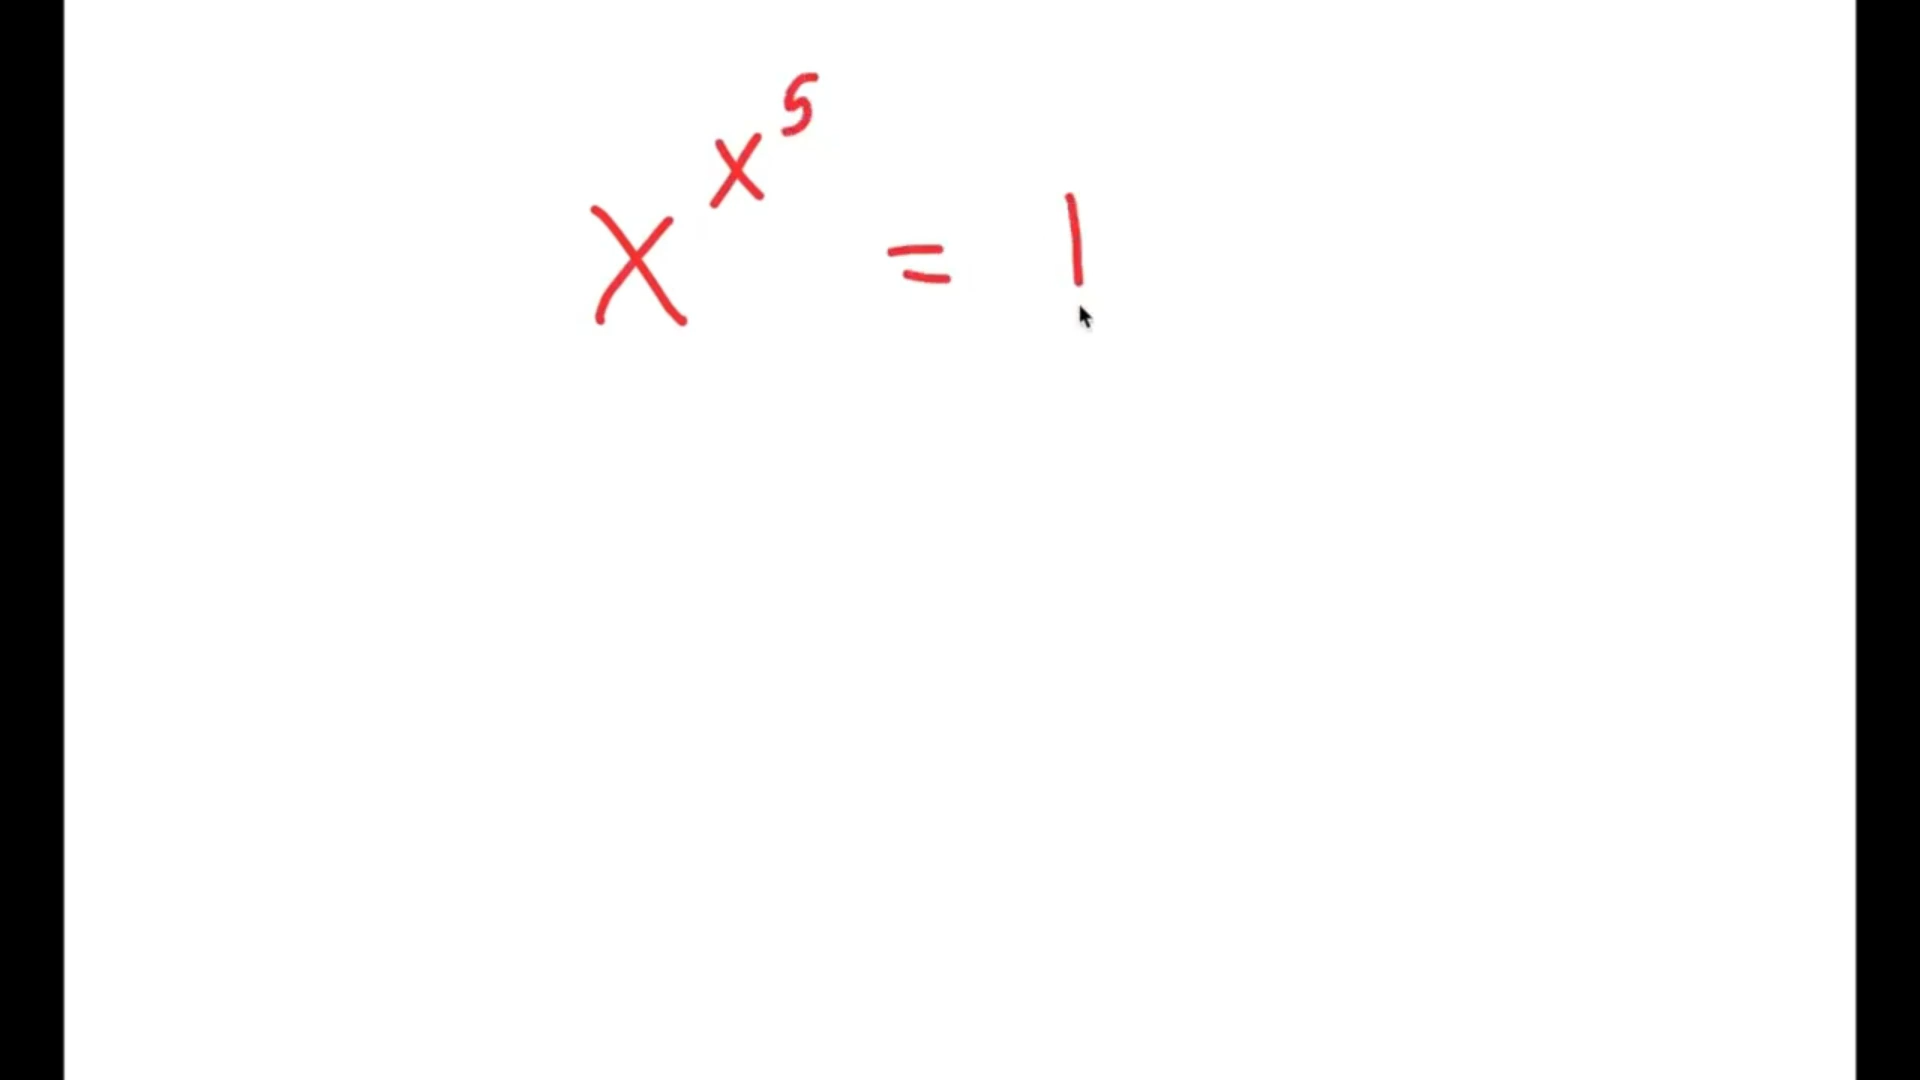 x^{x^5} = 1